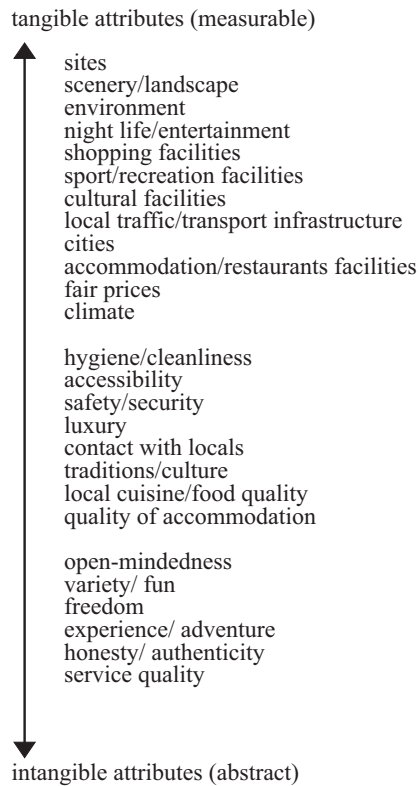 tangible attributes (measurable)
sites
scenery/landscape
environment
night life/entertainment
shopping facilities
sport/recreation facilities
cultural facilities
local traffic/transport infrastructure
cities
accommodation/restaurants facilities
fair prices
climate
hygiene/cleanliness
accessibility
safety/security
luxury
contact with locals
traditions/culture
local cuisine/food quality
quality of accommodation
open-mindedness
variety/ fun
freedom
experience/ adventure
honesty/ authenticity
service quality
intangible attributes (abstract)